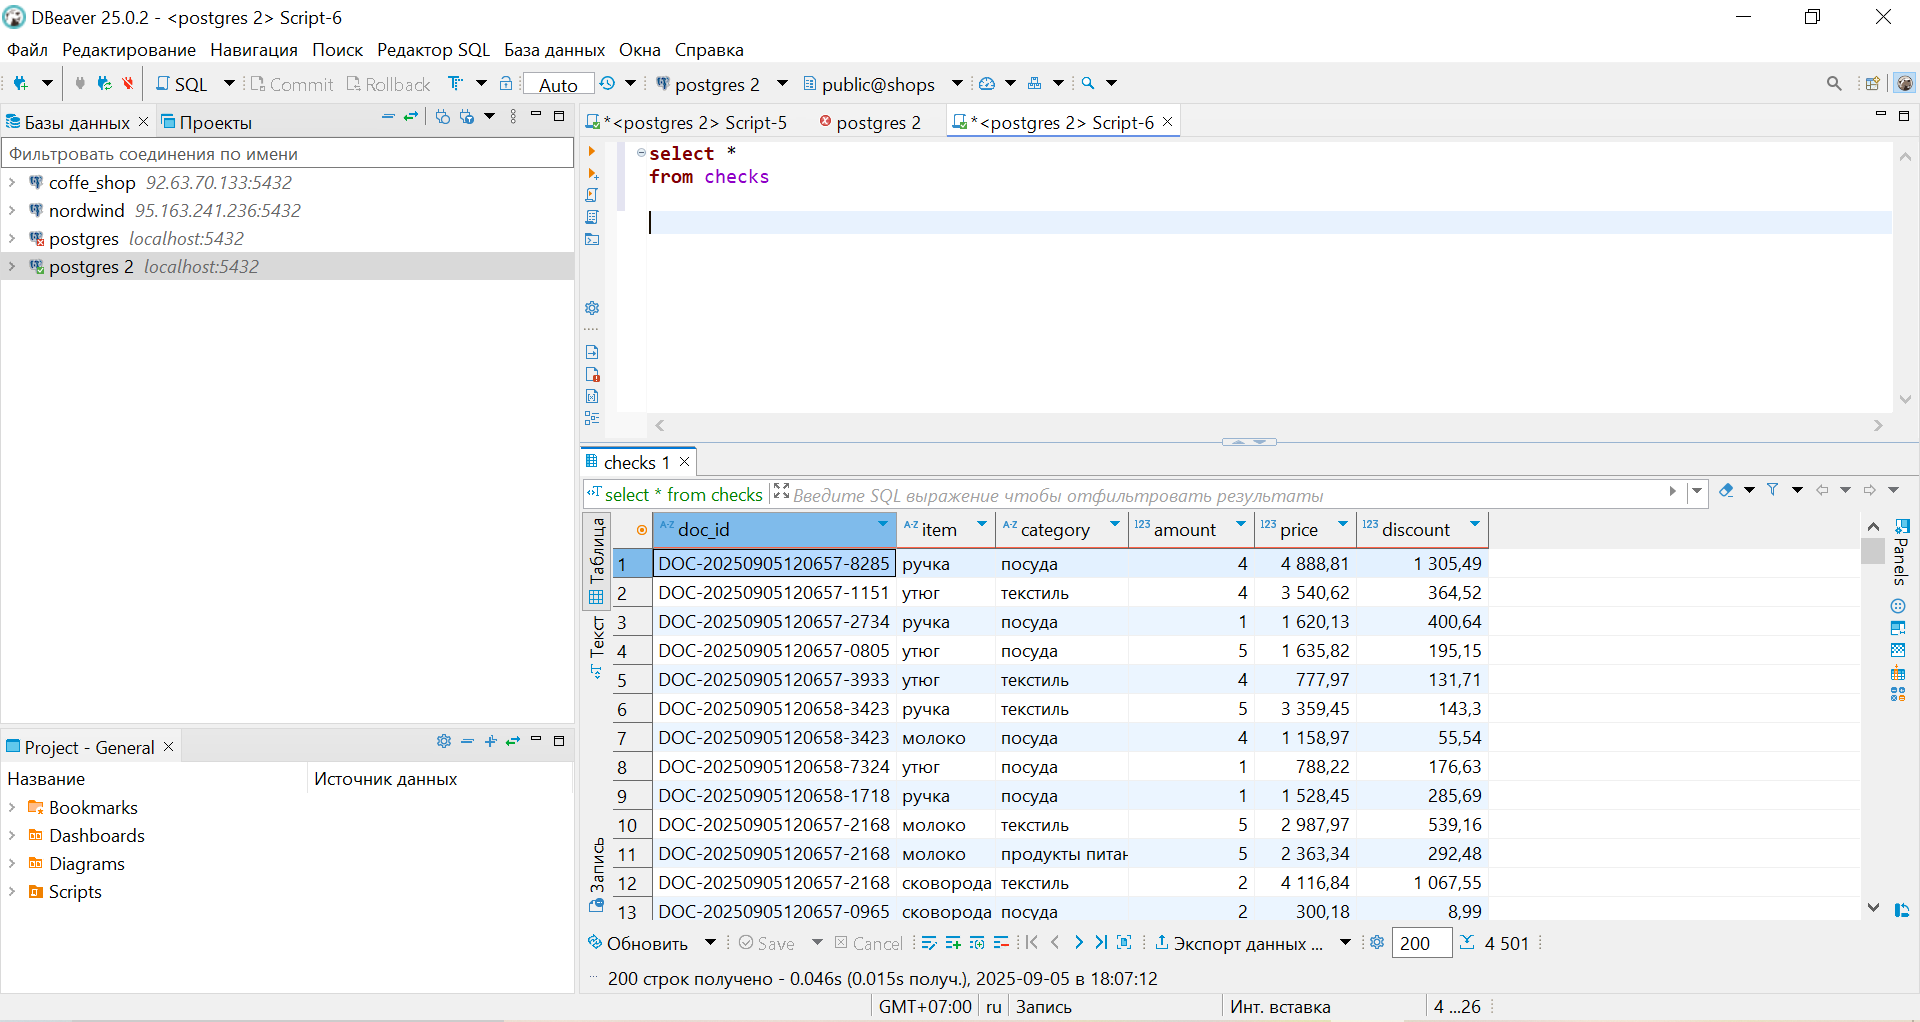 DBeaver 25.0.2 - <postgres 2> Script-6
Файл Редактирование Навигация Поиск Редактор SQL База данных Окна Справка
SQL Commit Rollback Auto postgres 2 public@shops
Базы данных Проекты
Фильтровать соединения по имени
coffe_shop 92.63.70.133:5432
nordwind 95.163.241.236:5432
postgres localhost:5432
postgres 2 localhost:5432
Project - General
Название Источник данных
Bookmarks
Dashboards
Diagrams
Scripts
*<postgres 2> Script-5 postgres 2 *<postgres 2> Script-6
select *
from checks
checks 1
select * from checks Введите SQL выражение чтобы отфильтровать результаты
Таблица
Текст
Запись
Panels
A-Z doc_id A-Z item A-Z category 123 amount 123 price 123 discount
1 DOC-20250905120657-8285 ручка посуда 4 4 888,81 1 305,49
2 DOC-20250905120657-1151 утюг текстиль 4 3 540,62 364,52
3 DOC-20250905120657-2734 ручка посуда 1 1 620,13 400,64
4 DOC-20250905120657-0805 утюг посуда 5 1 635,82 195,15
5 DOC-20250905120657-3933 утюг текстиль 4 777,97 131,71
6 DOC-20250905120658-3423 ручка текстиль 5 3 359,45 143,3
7 DOC-20250905120658-3423 молоко посуда 4 1 158,97 55,54
8 DOC-20250905120658-7324 утюг посуда 1 788,22 176,63
9 DOC-20250905120658-1718 ручка посуда 1 1 528,45 285,69
10 DOC-20250905120657-2168 молоко текстиль 5 2 987,97 539,16
11 DOC-20250905120657-2168 молоко продукты питан 5 2 363,34 292,48
12 DOC-20250905120657-2168 сковорода текстиль 2 4 116,84 1 067,55
13 DOC-20250905120657-0965 сковорода посуда 2 300,18 8,99
Обновить Save Cancel Экспорт данных ... 200 4 501
200 строк получено - 0.046s (0.015s получ.), 2025-09-05 в 18:07:12
GMT+07:00 ru Запись Инт. вставка 4 ...26